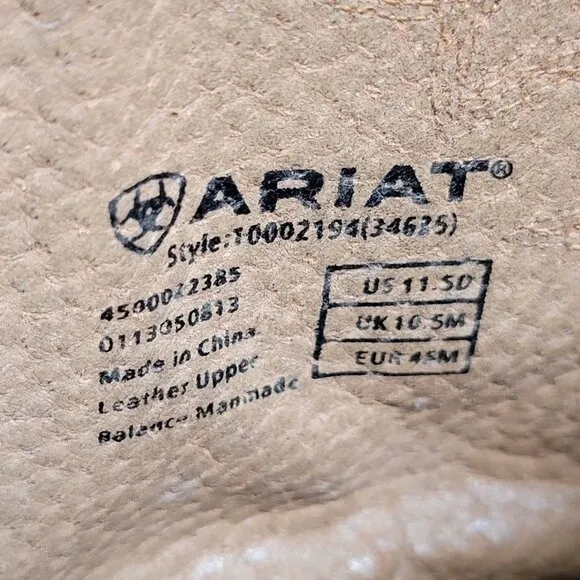 ARIAT®
Style:10002194(34625)
4500022385
0113050813
Made in China
Leather Upper
Balance Manmade
US 11.5D
UK 10.5M
EUR 45M